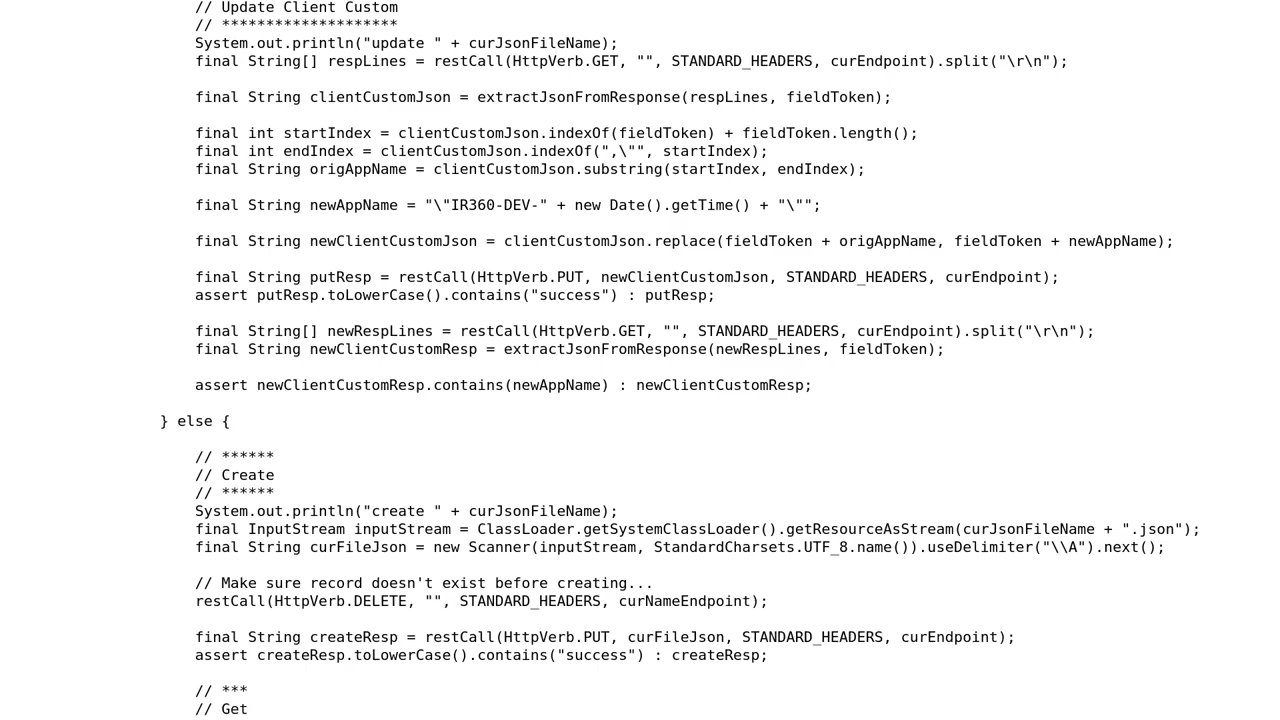 // Update Client Custom
// ********************
System.out.println("update " + curJsonFileName);
final String[] respLines = restCall(HttpVerb.GET, "", STANDARD_HEADERS, curEndpoint).split("\r\n");
final String clientCustomJson = extractJsonFromResponse(respLines, fieldToken);
final int startIndex = clientCustomJson.indexOf(fieldToken) + fieldToken.length();
final int endIndex = clientCustomJson.indexOf(",\"", startIndex);
final String origAppName = clientCustomJson.substring(startIndex, endIndex);
final String newAppName = "\"IR360-DEV-" + new Date().getTime() + "\"";
final String newClientCustomJson = clientCustomJson.replace(fieldToken + origAppName, fieldToken + newAppName);
final String putResp = restCall(HttpVerb.PUT, newClientCustomJson, STANDARD_HEADERS, curEndpoint);
assert putResp.toLowerCase().contains("success") : putResp;
final String[] newRespLines = restCall(HttpVerb.GET, "", STANDARD_HEADERS, curEndpoint).split("\r\n");
final String newClientCustomResp = extractJsonFromResponse(newRespLines, fieldToken);
assert newClientCustomResp.contains(newAppName) : newClientCustomResp;
} else {
// ******
// Create
// ******
System.out.println("create " + curJsonFileName);
final InputStream inputStream = ClassLoader.getSystemClassLoader().getResourceAsStream(curJsonFileName + ".json");
final String curFileJson = new Scanner(inputStream, StandardCharsets.UTF_8.name()).useDelimiter("\\A").next();
// Make sure record doesn't exist before creating...
restCall(HttpVerb.DELETE, "", STANDARD_HEADERS, curNameEndpoint);
final String createResp = restCall(HttpVerb.PUT, curFileJson, STANDARD_HEADERS, curEndpoint);
assert createResp.toLowerCase().contains("success") : createResp;
// ***
// Get